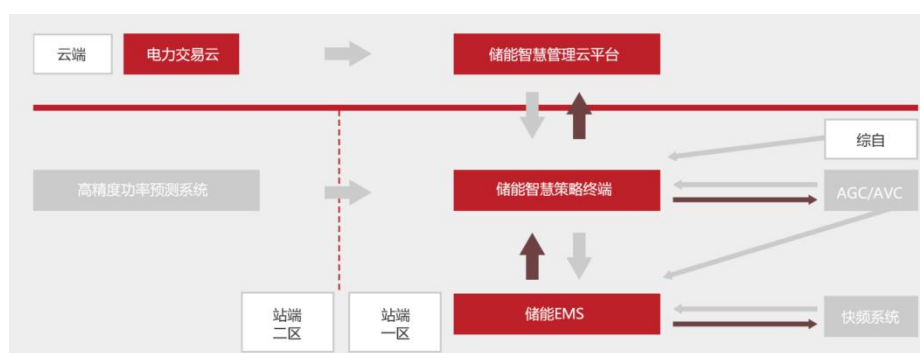 云端
电力交易云
储能智慧管理云平台
综自
高精度功率预测系统
储能智慧策略终端
AGC/AVC
站端
二区
站端
一区
储能EMS
快频系统